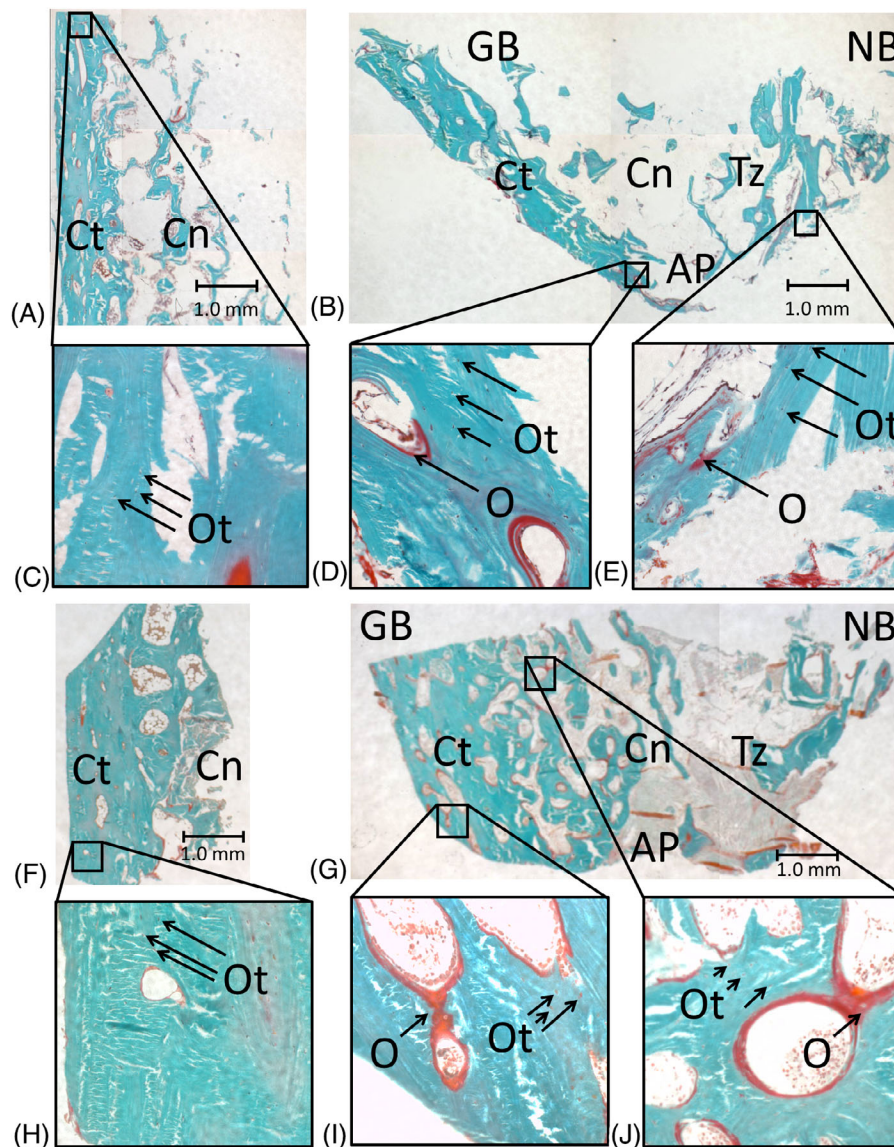 GB
NB
Ct
Cn
Ct
Cn
Tz
AP
1.0 mm
1.0 mm
(A)
(B)
Ot
Ot
O
Ot
O
(C)
(D)
(E)
GB
NB
Ct
Cn
Ct
Cn
Tz
AP
1.0 mm
1.0 mm
(F)
(G)
Ot
O
Ot
Ot
O
(H)
(I)
(J)